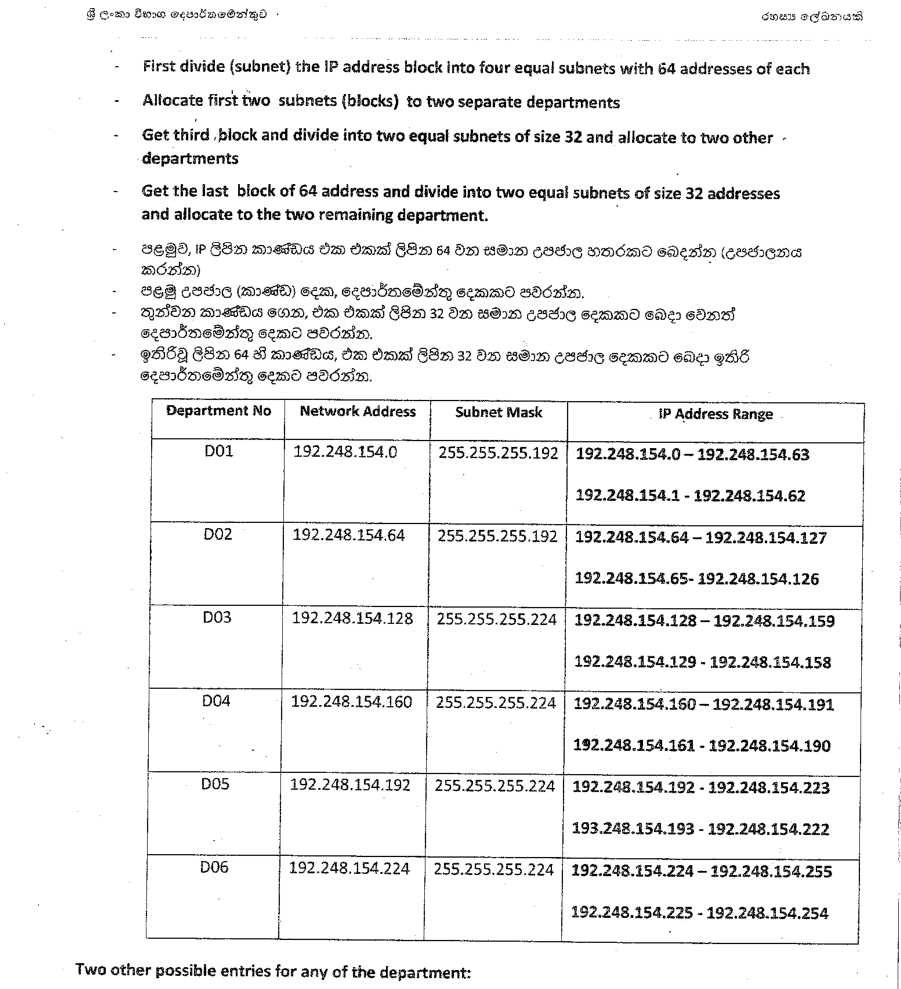 ශ්‍රී ලංකා විභාග දෙපාර්තමේන්තුව
රහස්‍ය ලේඛනයකි
- First divide (subnet) the IP address block into four equal subnets with 64 addresses of each
- Allocate first two subnets (blocks) to two separate departments
- Get third block and divide into two equal subnets of size 32 and allocate to two other
departments
- Get the last block of 64 address and divide into two equal subnets of size 32 addresses
and allocate to the two remaining department.
- පළමුව, IP ලිපින කාණ්ඩය එක එකක් ලිපින 64 වන සමාන උපජාල හතරකට බෙදන්න (උපජාලනය
කරන්න)
- පළමු උපජාල (කාණ්ඩ) දෙක, දෙපාර්තමේන්තු දෙකකට පවරන්න.
- තුන්වන කාණ්ඩය ගෙන, එක එකක් ලිපින 32 වන සමාන උපජාල දෙකකට බෙදා වෙනත්
දෙපාර්තමේන්තු දෙකට පවරන්න.
- ඉතිරිවූ ලිපින 64 හි කාණ්ඩය, එක එකක් ලිපින 32 වන සමාන උපජාල දෙකකට බෙදා ඉතිරි
දෙපාර්තමේන්තු දෙකට පවරන්න.
Department No Network Address Subnet Mask IP Address Range
D01 192.248.154.0 255.255.255.192 192.248.154.0 – 192.248.154.63
192.248.154.1 - 192.248.154.62
D02 192.248.154.64 255.255.255.192 192.248.154.64 – 192.248.154.127
192.248.154.65- 192.248.154.126
D03 192.248.154.128 255.255.255.224 192.248.154.128 – 192.248.154.159
192.248.154.129 - 192.248.154.158
D04 192.248.154.160 255.255.255.224 192.248.154.160 – 192.248.154.191
192.248.154.161 - 192.248.154.190
D05 192.248.154.192 255.255.255.224 192.248.154.192 - 192.248.154.223
193.248.154.193 - 192.248.154.222
D06 192.248.154.224 255.255.255.224 192.248.154.224 – 192.248.154.255
192.248.154.225 - 192.248.154.254
Two other possible entries for any of the department: